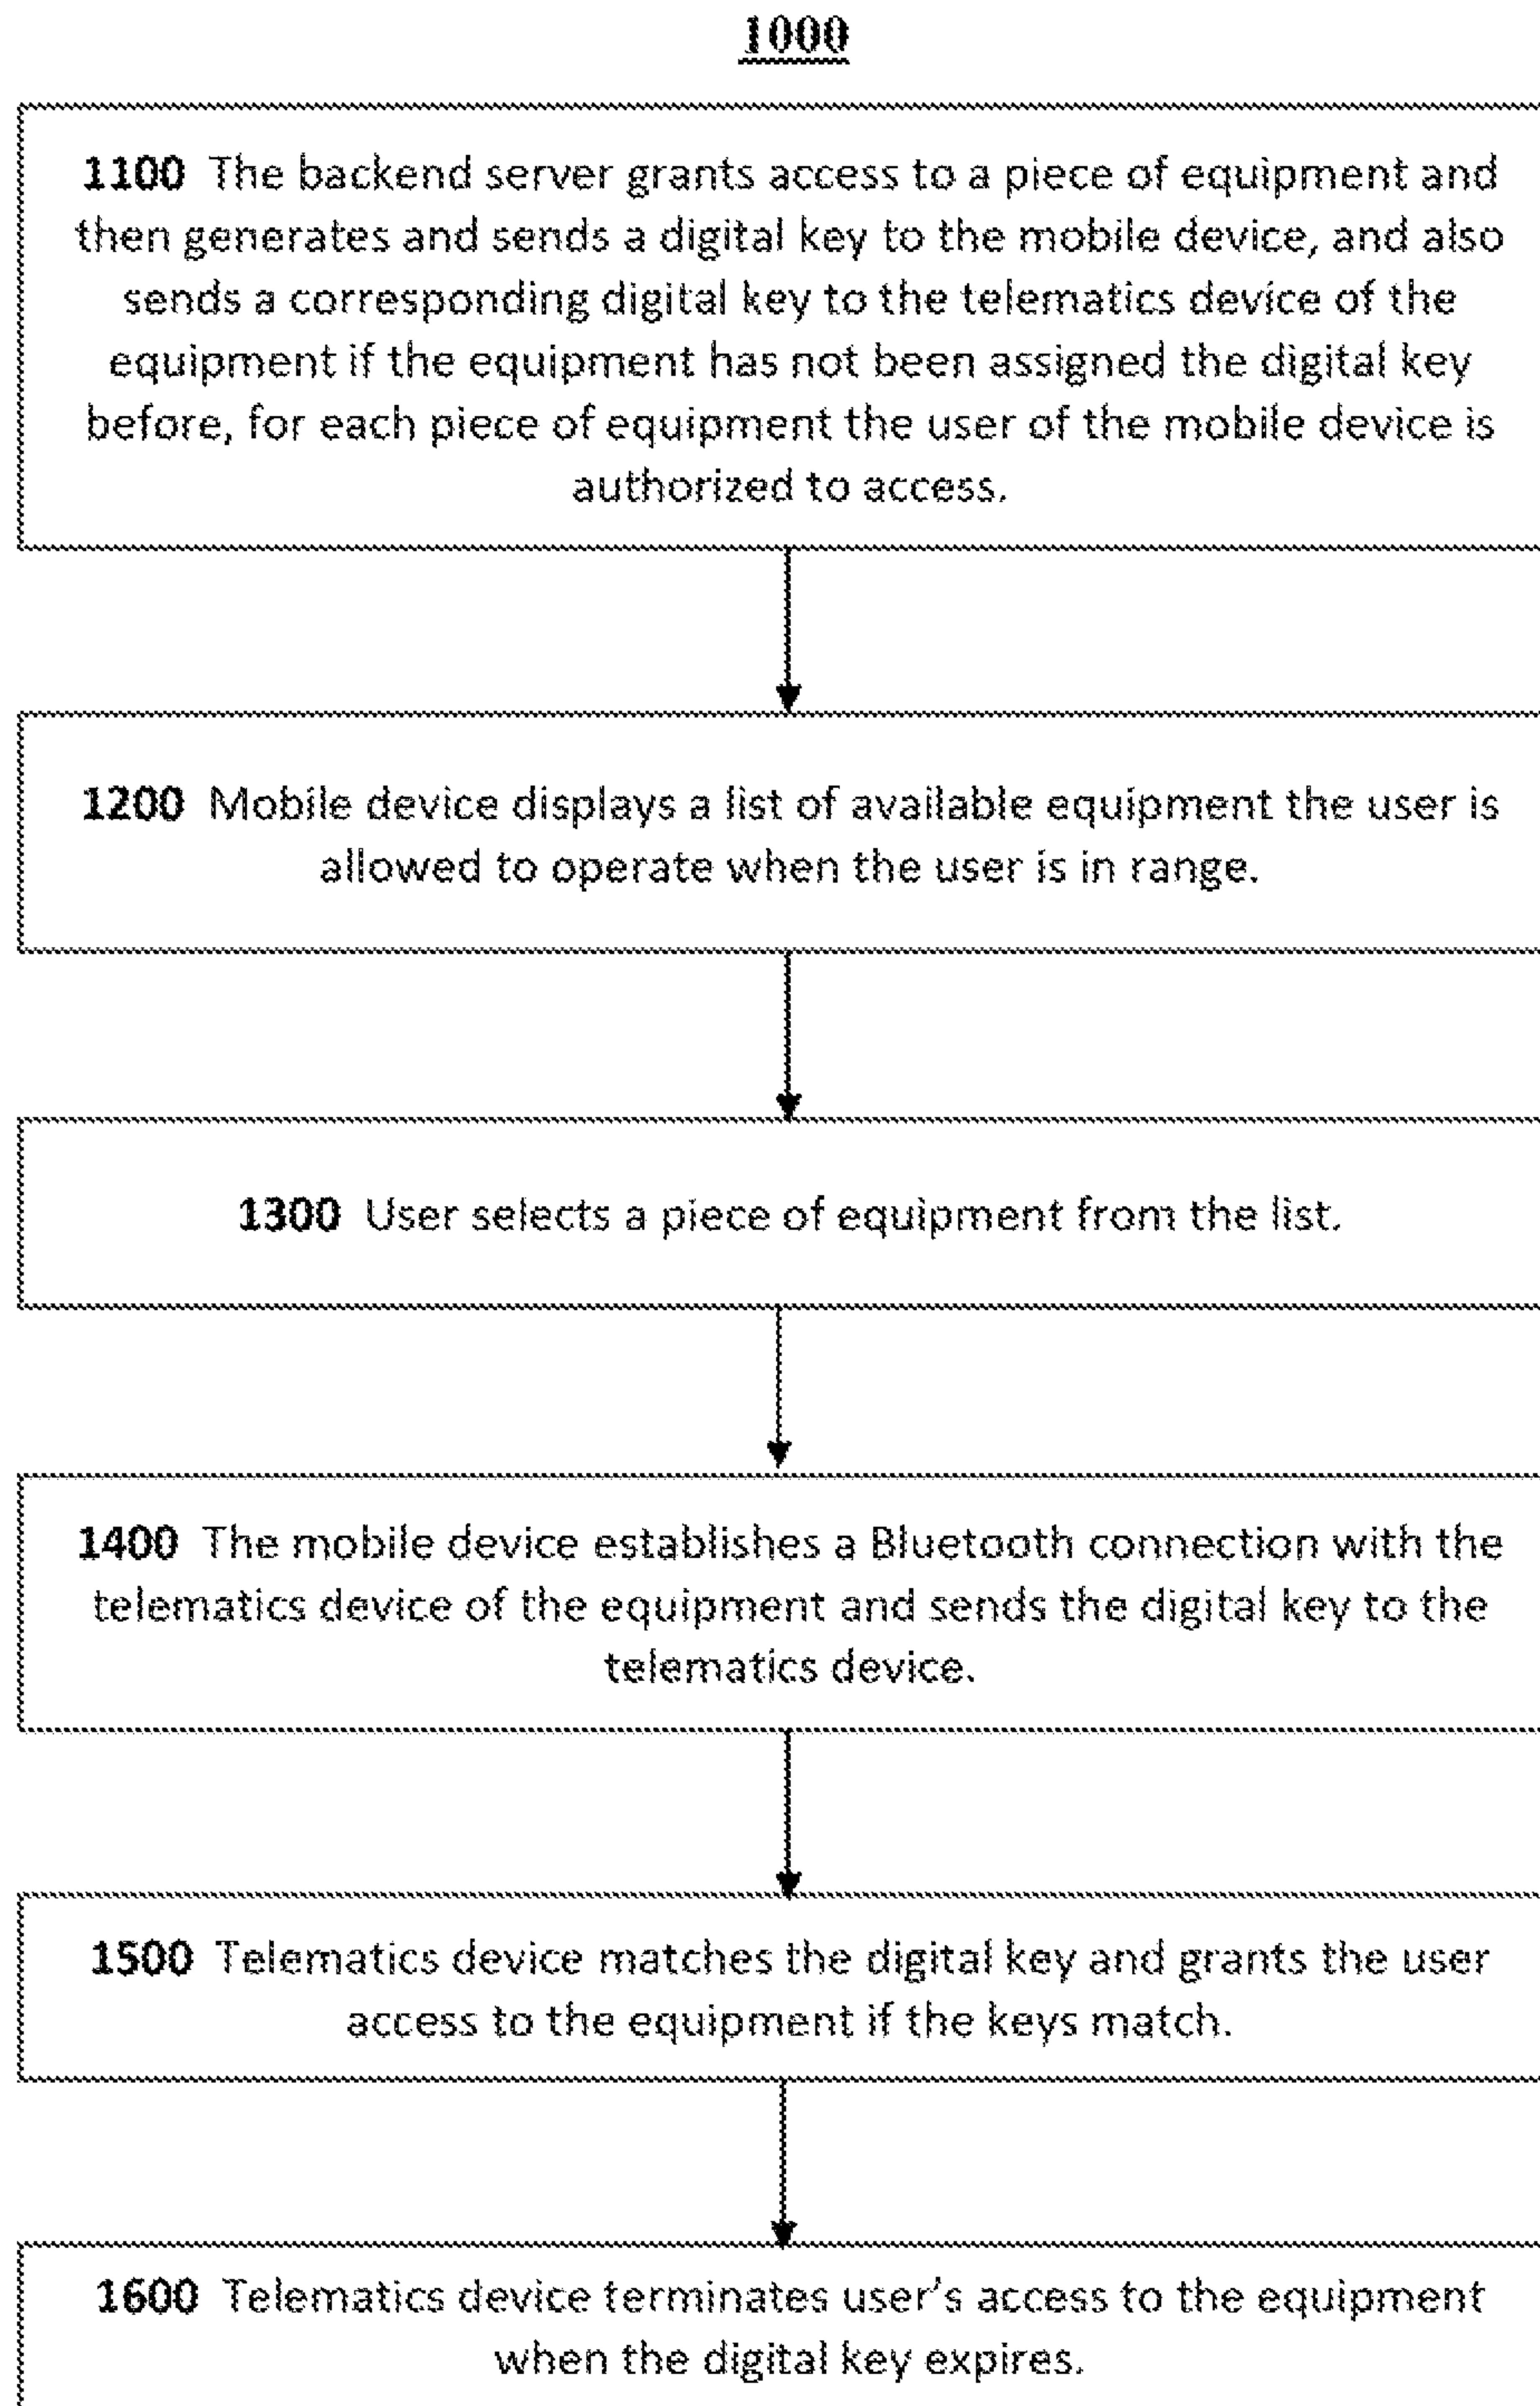 1000
1100 The backend server grants access to a piece of equipment and
then generates and sends a digital key to the mobile device, and also
sends a corresponding digital key to the telematics device of the
equipment if the equipment has not been assigned the digital key
before, for each piece of equipment the user of the mobile device is
authorized to access.
1200 Mobile device displays a list of available equipment the user is
allowed to operate when the user is in range.
1300 User selects a piece of equipment from the list.
1400 The mobile device establishes a Bluetooth connection with the
telematics device of the equipment and sends the digital key to the
telematics device.
1500 Telematics device matches the digital key and grants the user
access to the equipment if the keys match.
1600 Telematics device terminates user's access to the equipment
when the digital key expires.